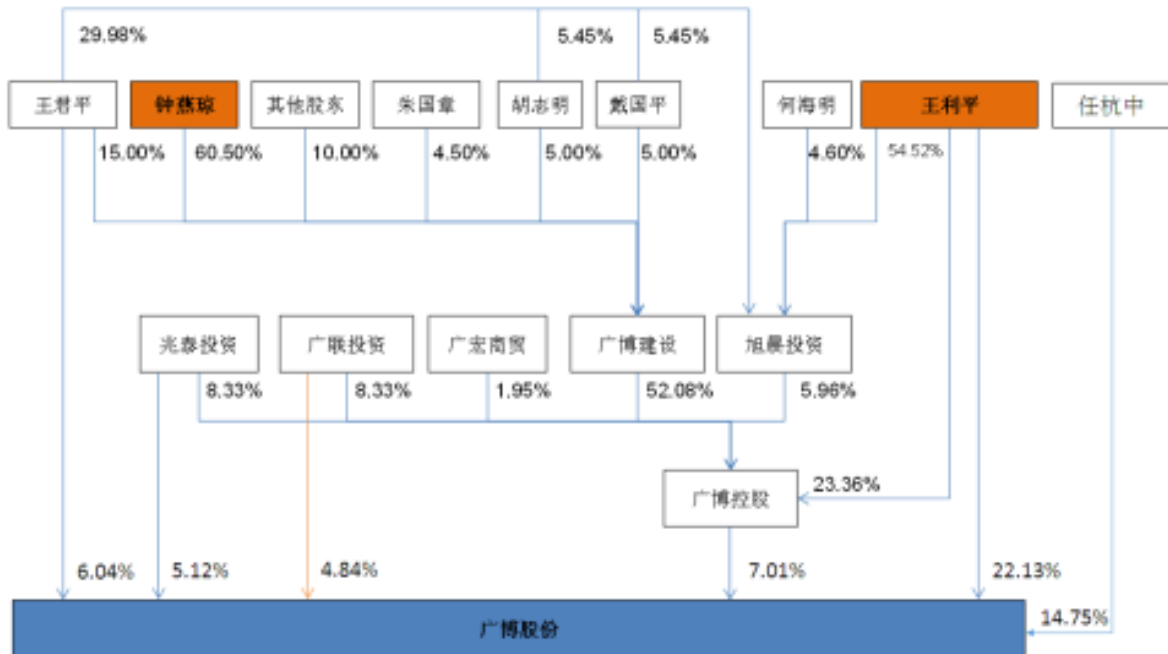 29.98% 5.45% 5.45%
王君平 钟燕琼 其他股东 朱国章 胡志明 戴国平 何海明 王利平 任杭中
15.00% 60.50% 10.00% 4.50% 5.00% 5.00% 4.60% 54.52%
兆泰投资 广联投资 广宏商贸 广博建设 旭晨投资
8.33% 8.33% 1.95% 52.08% 5.96%
广博控股 23.36%
6.04% 5.12% 4.84% 7.01% 22.13%
广博股份 14.75%